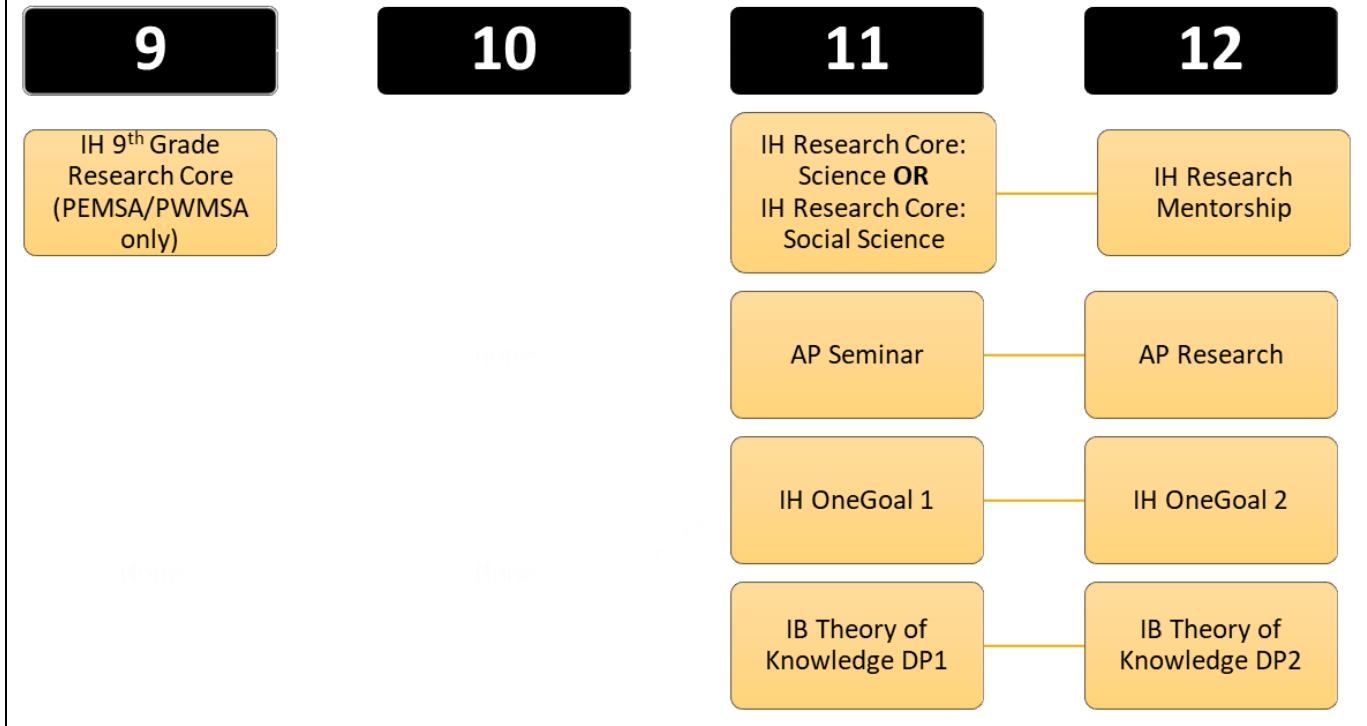 9
10
11
12
IH 9th Grade
Research Core
(PEMSA/PWMSA
only)
IH Research Core:
Science OR
IH Research Core:
Social Science
IH Research
Mentorship
AP Seminar
AP Research
IH OneGoal 1
IH OneGoal 2
IB Theory of
Knowledge DP1
IB Theory of
Knowledge DP2